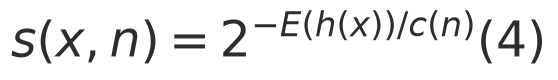 s(x, n) = 2^{-E(h(x))/c(n)}(4)